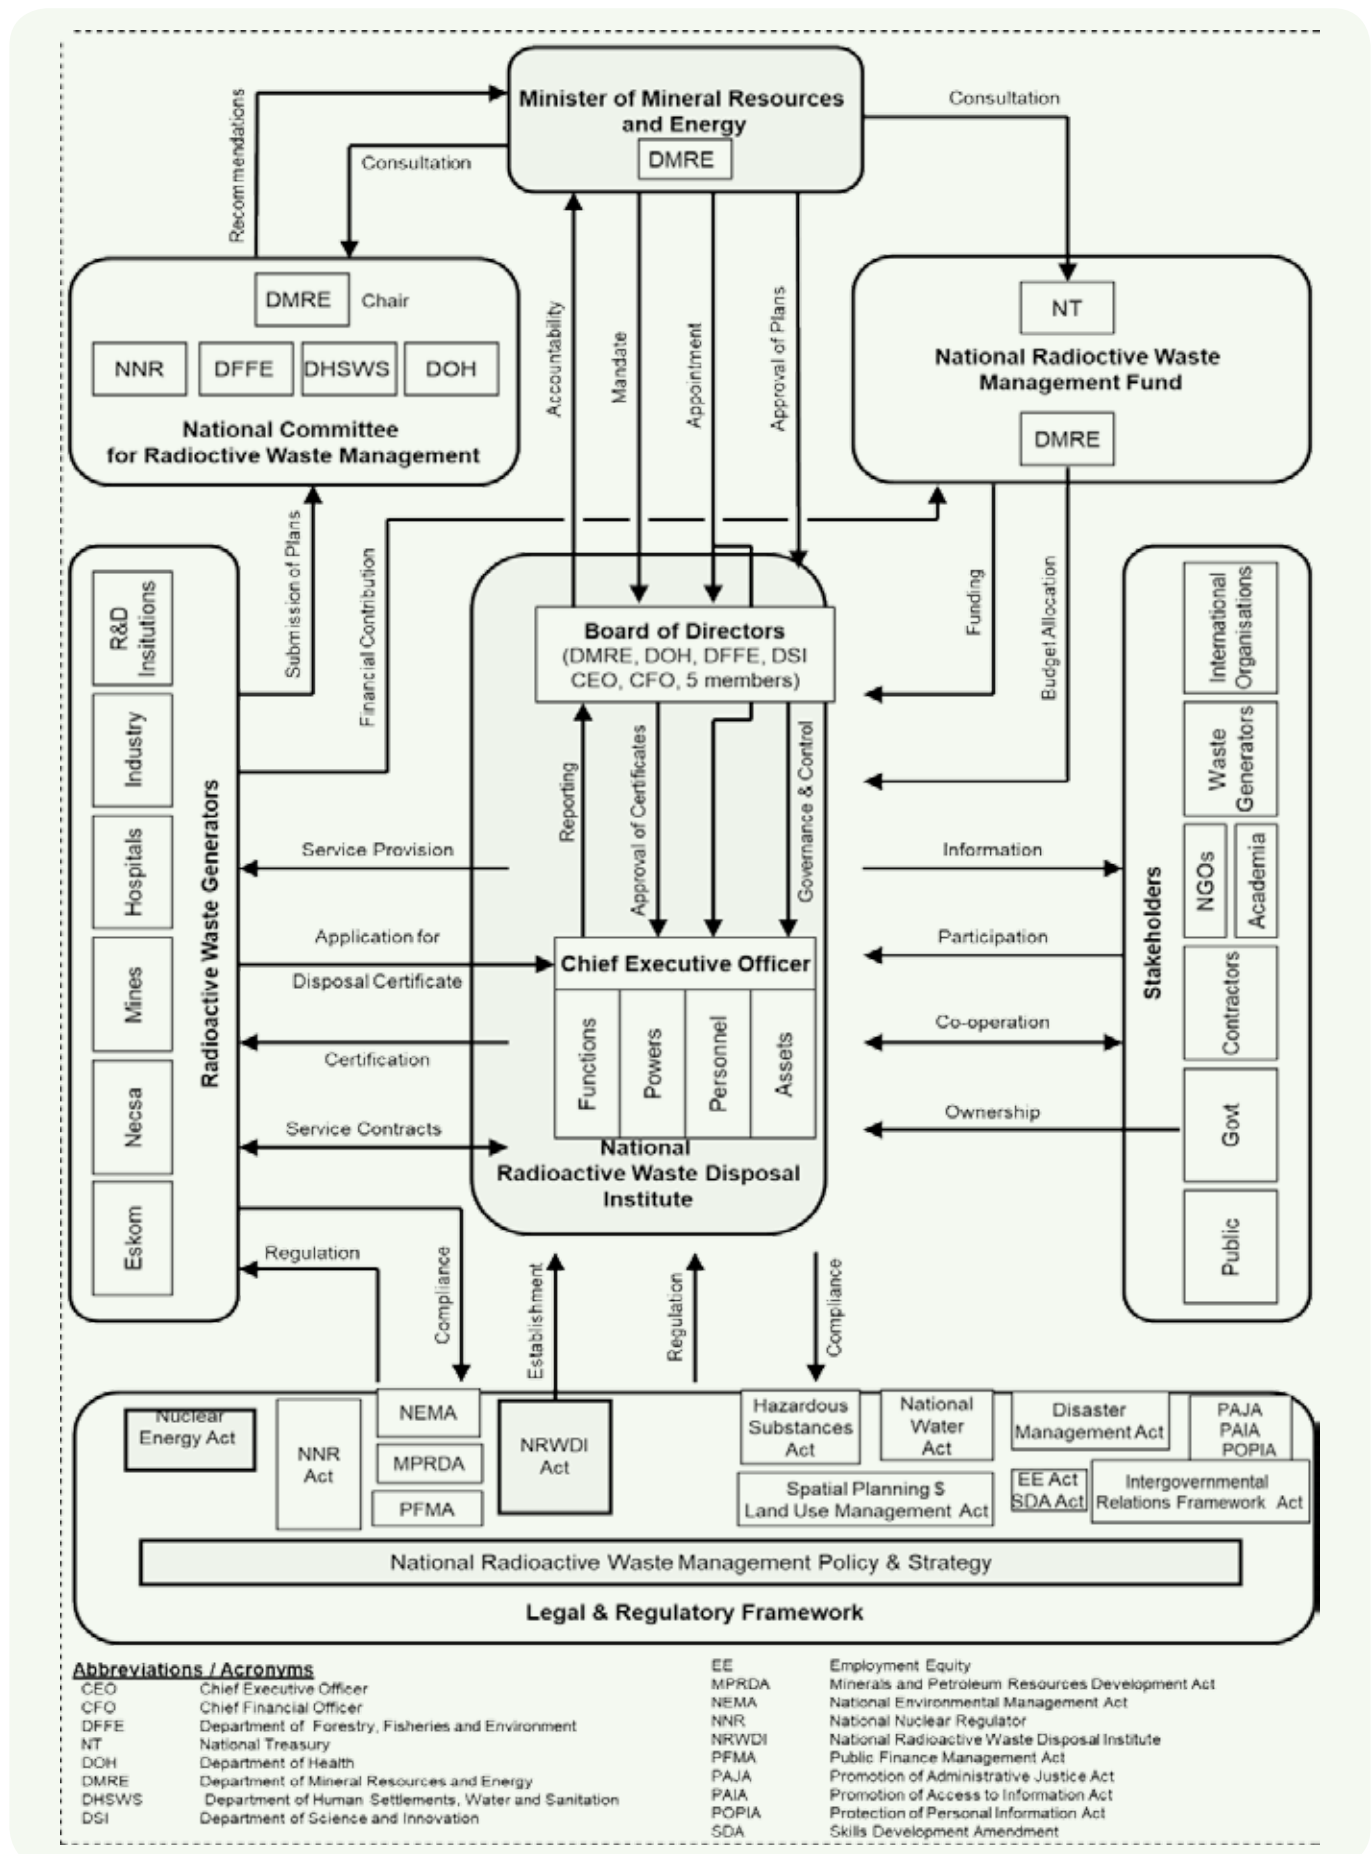 Minister of Mineral Resources
and Energy
DMRE
Recommendations
Consultation
Consultation
DMRE
Chair
NNR
DFFE
DHSWS
DOH
National Committee
for Radioctive Waste Management
Accountability
Mandate
Appointment
Approval of Plans
NT
National Radioctive Waste
Management Fund
DMRE
Submission of Plans
Financial Contribution
Funding
Budget Allocation
R&D
Insitutions
Industry
Hospitals
Mines
Necsa
Eskom
Radioactive Waste Generators
Board of Directors
(DMRE, DOH, DFFE, DSI
CEO, CFO, 5 members)
Reporting
Approval of Certificates
Governance & Control
Service Provision
Application for
Disposal Certificate
Certification
Service Contracts
Chief Executive Officer
Functions
Powers
Personnel
Assets
National
Radioactive Waste Disposal
Institute
Information
Participation
Co-operation
Ownership
Stakeholders
International
Organisations
Waste
Generators
NGOs
Academia
Contractors
Govt
Public
Regulation
Compliance
Establishment
Regulation
Compliance
Nuclear
Energy Act
NNR
Act
NEMA
MPRDA
PFMA
NRWDI
Act
Hazardous
Substances
Act
National
Water
Act
Disaster
Management Act
PAJA
PAIA
POPIA
Spatial Planning $
Land Use Management Act
EE Act
SDA Act
Intergovernmental
Relations Framework Act
National Radioactive Waste Management Policy & Strategy
Legal & Regulatory Framework
Abbreviations / Acronyms
CEO Chief Executive Officer
CFO Chief Financial Officer
DFFE Department of Forestry, Fisheries and Environment
NT National Treasury
DOH Department of Health
DMRE Department of Mineral Resources and Energy
DHSWS Department of Human Settlements, Water and Sanitation
DSI Department of Science and Innovation
EE Employment Equity
MPRDA Minerals and Petroleum Resources Development Act
NEMA National Environmental Management Act
NNR National Nuclear Regulator
NRWDI National Radioactive Waste Disposal Institute
PFMA Public Finance Management Act
PAJA Promotion of Administrative Justice Act
PAIA Promotion of Access to Information Act
POPIA Protection of Personal Information Act
SDA Skills Development Amendment